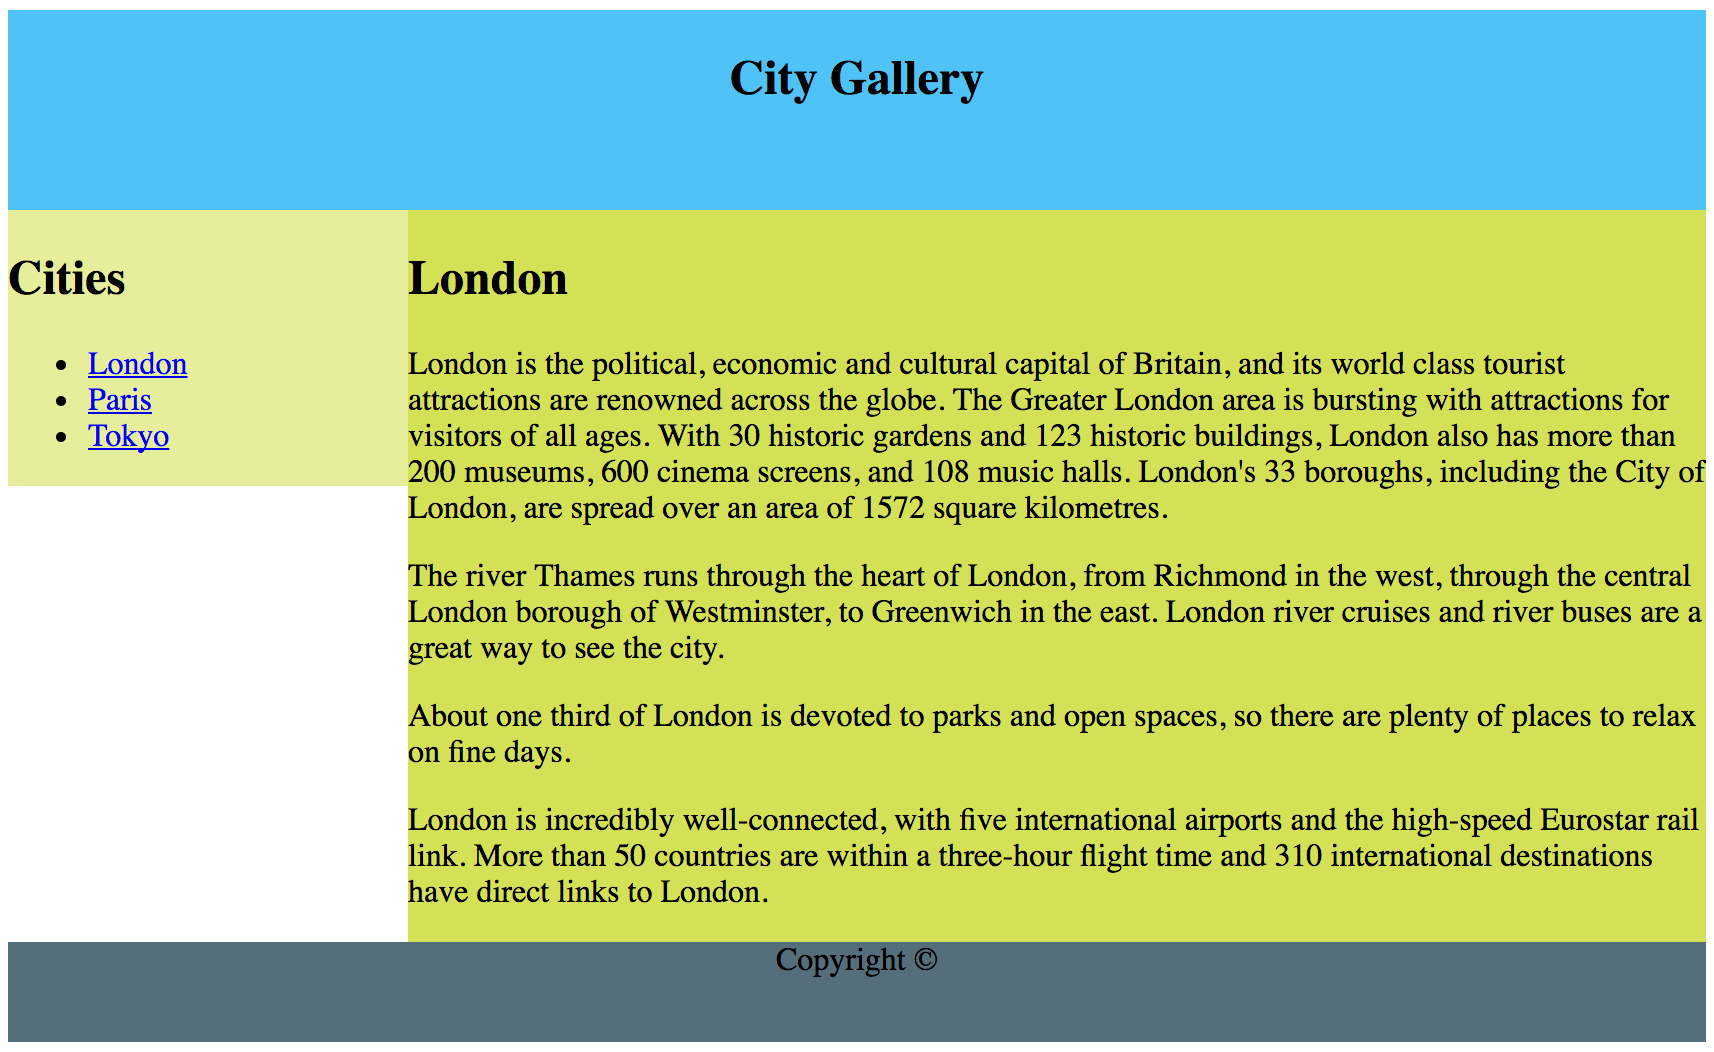 City Gallery
Cities
London
Paris
Tokyo
London
London is the political, economic and cultural capital of Britain, and its world class tourist
attractions are renowned across the globe. The Greater London area is bursting with attractions for
visitors of all ages. With 30 historic gardens and 123 historic buildings, London also has more than
200 museums, 600 cinema screens, and 108 music halls. London's 33 boroughs, including the City of
London, are spread over an area of 1572 square kilometres.
The river Thames runs through the heart of London, from Richmond in the west, through the central
London borough of Westminster, to Greenwich in the east. London river cruises and river buses are a
great way to see the city.
About one third of London is devoted to parks and open spaces, so there are plenty of places to relax
on fine days.
London is incredibly well-connected, with five international airports and the high-speed Eurostar rail
link. More than 50 countries are within a three-hour flight time and 310 international destinations
have direct links to London.
Copyright ©